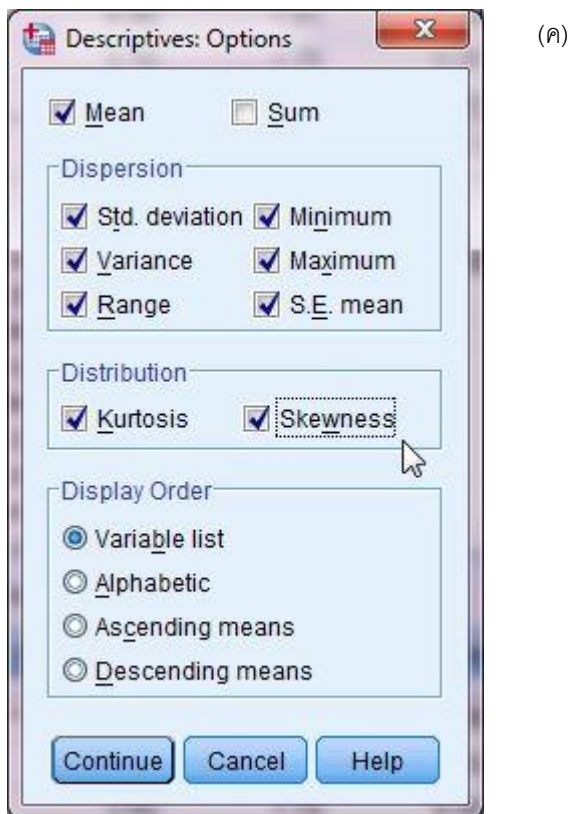 Descriptives: Options
(ค)
Mean Sum
Dispersion
Std. deviation Minimum
Variance Maximum
Range S.E. mean
Distribution
Kurtosis Skewness
Display Order
Variable list
Alphabetic
Ascending means
Descending means
Continue Cancel Help